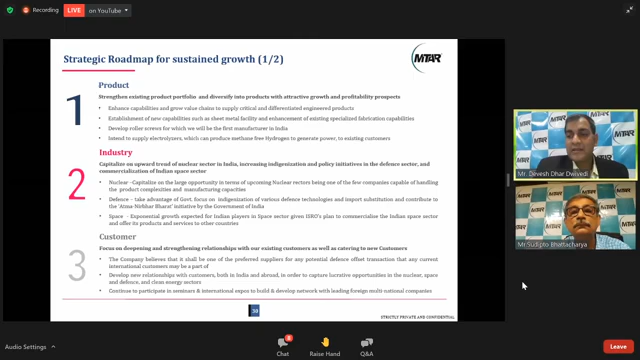 Recording
LIVE
on YouTube
Strategic Roadmap for sustained growth (1/2)
MTAR
1
Product
Strengthen existing product portfolio and diversify into products with attractive growth and profitability prospects
Enhance capabilities and grow value chains to supply critical and differentiated engineered products
Establishment of new capabilities such as sheet metal facility and enhancement of existing specialized fabrication capabilities
Develop roller screws for which we will be the first manufacturer in India
Intend to supply electrolyzers, which can produce methane free Hydrogen to generate power, to existing customers
2
Industry
Capitalize on upward trend of nuclear sector in India, increasing indigenization and policy initiatives in the defence sector, and
commercialization of Indian space sector
Nuclear –Capitalize on the large opportunity in terms of upcoming Nuclear rectors being one of the few companies capable of handling
the product complexities and manufacturing capacities
Defence – take advantage of Govt. focus on indigenization of various defence technologies and import substitution and contribute to
the 'Atma-Nirbhar Bharat' initiative by the Government of India
Space - Exponential growth expected for Indian players in Space sector given ISRO's plan to commercialise the Indian space sector
and offer its products and services to other countries
3
Customer
Focus on deepening and strengthening relationships with our existing customers as well as catering to new Customers
The Company believes that it shall be one of the preferred suppliers for any potential defence offset transaction that any current
international customers may be a part of
Develop new relationships with customers, both in India and abroad, in order to capture lucrative opportunities in the nuclear, space
and defence, and clean energy sectors
Continue to participate in seminars & international expos to build & develop network with leading foreign multi-national companies
30
STRICTLY PRIVATE AND CONFIDENTIAL
MTAR
Mr. Devesh Dhar Dwivedi
MTAR
Mr.Sudipto Bhattacharya
Audio Settings
8
Chat
Raise Hand
Q&A
Leave